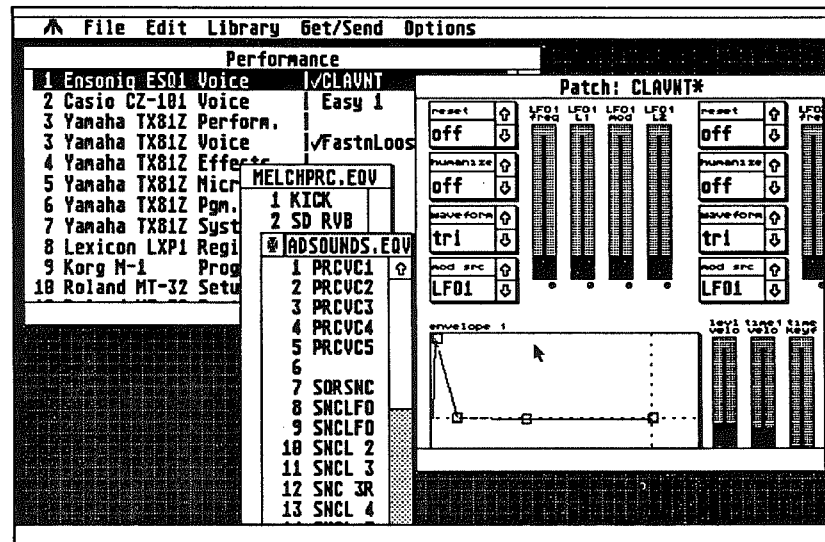 File Edit Library Get/Send Options
Performance
1 Ensoniq ESQ1 Voice √CLAVNT
2 Casio CZ-101 Voice Easy 1
3 Yamaha TX81Z Perform.
3 Yamaha TX81Z Voice √FastnLoos
4 Yamaha TX81Z Effects
5 Yamaha TX81Z Micr
6 Yamaha TX81Z Pgm.
7 Yamaha TX81Z Syst
8 Lexicon LXP1 Regi
9 Korg M-1 Prog
10 Roland MT-32 Setu
MELCHPRC.EQV
1 KICK
2 SD RVB
ADSOUNDS.EQV
1 PRCVC1
2 PRCVC2
3 PRCVC3
4 PRCVC4
5 PRCVC5
6
7 SQRSNC
8 SNCLFO
9 SNCLFO
10 SNCL 2
11 SNCL 3
12 SNC 3R
13 SNCL 4
Patch: CLAVNT*
reset
off
humanize
off
waveform
tri
mod src
LFO1
LFO1 freq
LFO1 L1
LFO1 mod
LFO1 L2
reset
off
humanize
off
waveform
tri
mod src
LFO1
envelope 1
levl velo
time1 velo
time keyf